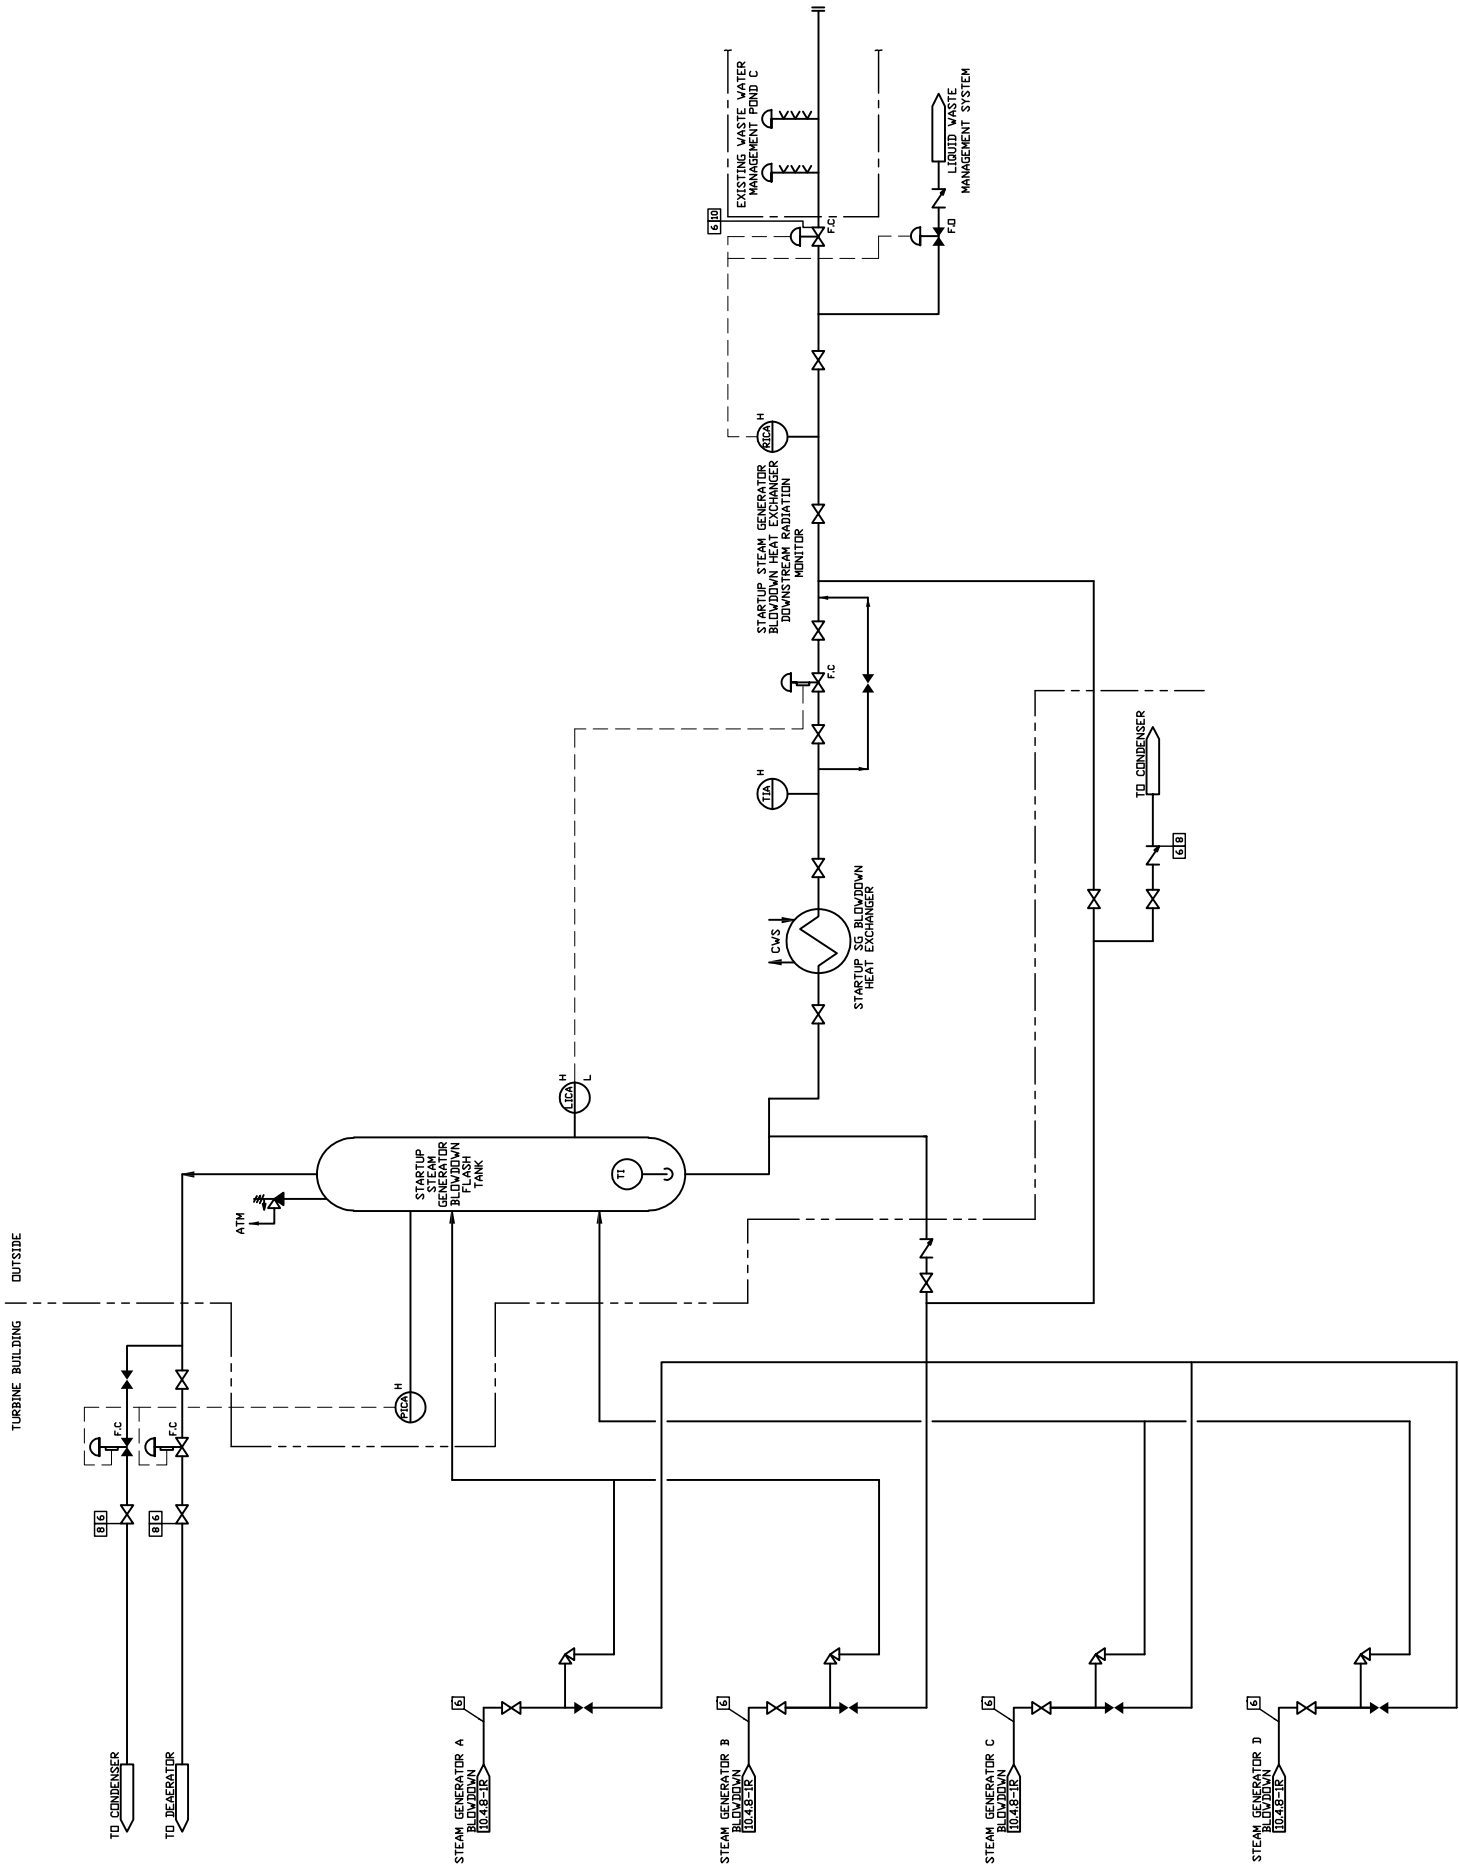 TURBINE BUILDING
OUTSIDE
TO CONDENSER
TO DEAERATOR
8 6
8 6
F.C
F.C
ATM
PICA
H
STARTUP
STEAM
GENERATOR
BLOWDOWN
FLASH
TANK
TI
LICA
H
L
STEAM GENERATOR A
BLOWDOWN
10.4.8-1R
6
STEAM GENERATOR B
BLOWDOWN
10.4.8-1R
6
STEAM GENERATOR C
BLOWDOWN
10.4.8-1R
6
STEAM GENERATOR D
BLOWDOWN
10.4.8-1R
6
CWS
STARTUP SG BLOWDOWN
HEAT EXCHANGER
TIA
H
F.C
STARTUP STEAM GENERATOR
BLOWDOWN HEAT EXCHANGER
DOWNSTREAM RADIATION
MONITOR
RICA
H
6 10
F.C
F.O
EXISTING WASTE WATER
MANAGEMENT POND C
LIQUID WASTE
MANAGEMENT SYSTEM
TO CONDENSER
6 8